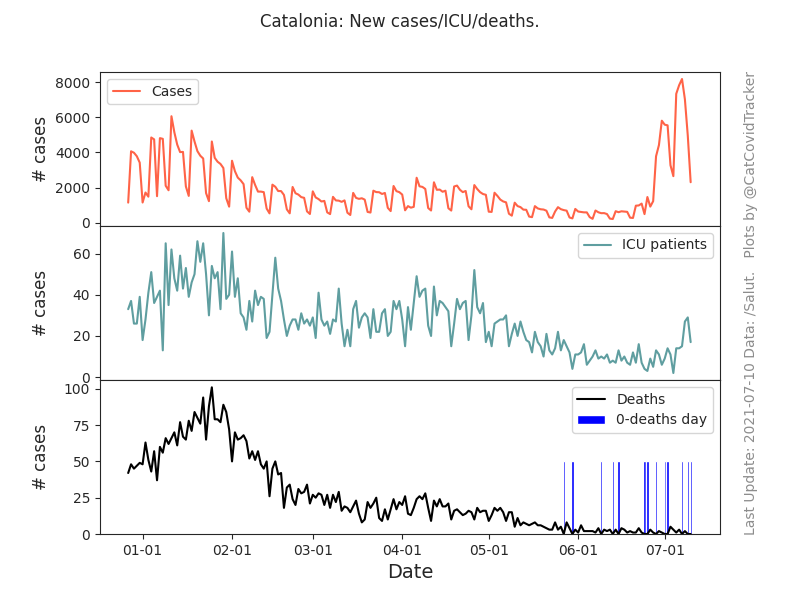 Catalonia: New cases/ICU/deaths.
8000
6000
4000
2000
0
# cases
Cases
60
40
20
0
# cases
ICU patients
100
75
50
25
0
# cases
Deaths
0-deaths day
01-01
02-01
03-01
04-01
05-01
06-01
07-01
Date
Last Update: 2021-07-10 Data: /Salut. Plots by @CatCovidTracker